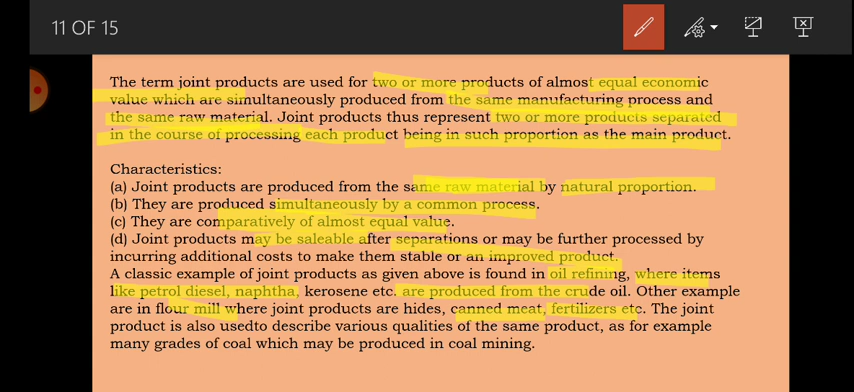 11 OF 15
The term joint products are used for two or more products of almost equal economic
value which are simultaneously produced from the same manufacturing process and
the same raw material. Joint products thus represent two or more products separated
in the course of processing each product being in such proportion as the main product.
Characteristics:
(a) Joint products are produced from the same raw material by natural proportion.
(b) They are produced simultaneously by a common process.
(c) They are comparatively of almost equal value.
(d) Joint products may be saleable after separations or may be further processed by
incurring additional costs to make them stable or an improved product.
A classic example of joint products as given above is found in oil refining, where items
like petrol diesel, naphtha, kerosene etc. are produced from the crude oil. Other example
are in flour mill where joint products are hides, canned meat, fertilizers etc. The joint
product is also usedto describe various qualities of the same product, as for example
many grades of coal which may be produced in coal mining.